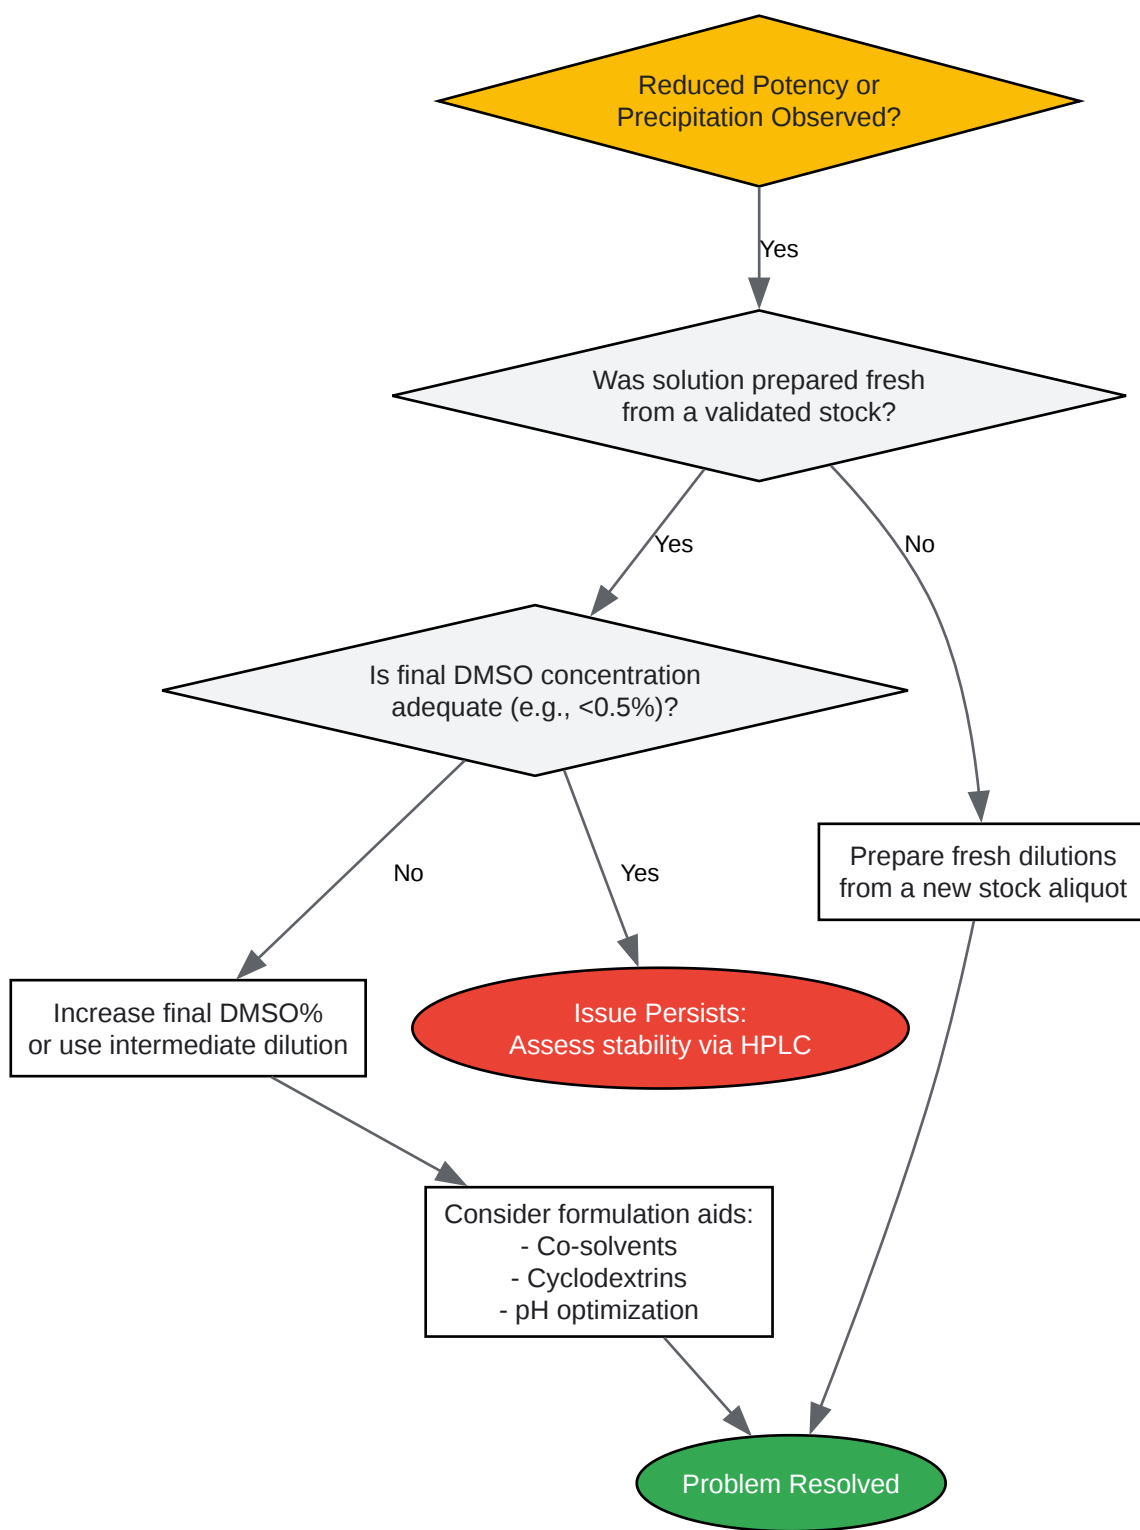 Reduced Potency or
Precipitation Observed?
Yes
Was solution prepared fresh
from a validated stock?
Yes
No
Is final DMSO concentration
adequate (e.g., <0.5%)?
Prepare fresh dilutions
from a new stock aliquot
No
Yes
Increase final DMSO%
or use intermediate dilution
Issue Persists:
Assess stability via HPLC
Consider formulation aids:
- Co-solvents
- Cyclodextrins
- pH optimization
Problem Resolved